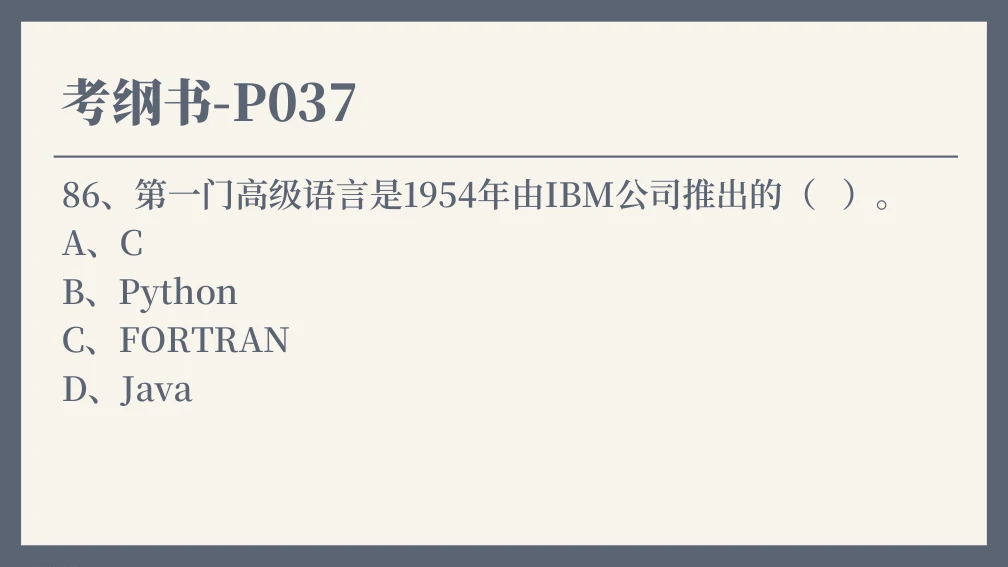 考纲书-P037
86、第一门高级语言是1954年由IBM公司推出的（  ）。
A、C
B、Python
C、FORTRAN
D、Java